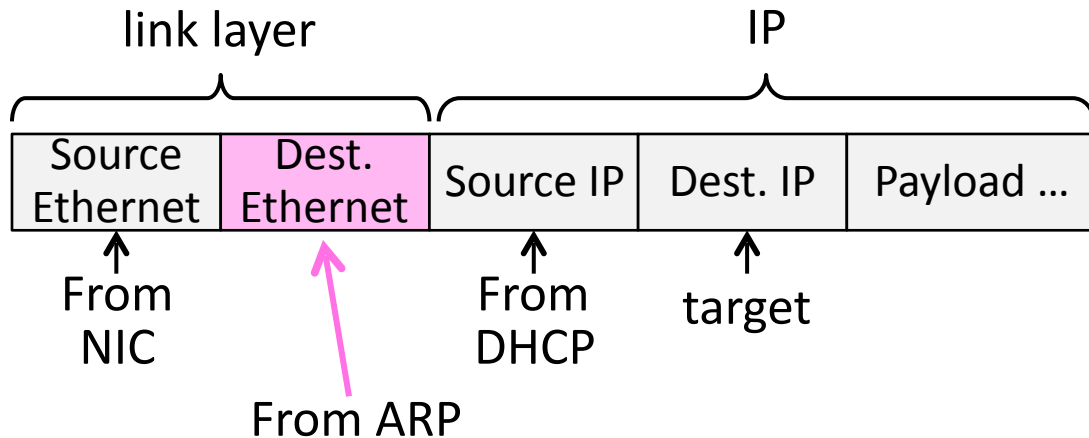 link layer
IP
Source
Ethernet
Dest.
Ethernet
Source IP
Dest. IP
Payload ...
From
NIC
From
DHCP
target
From ARP